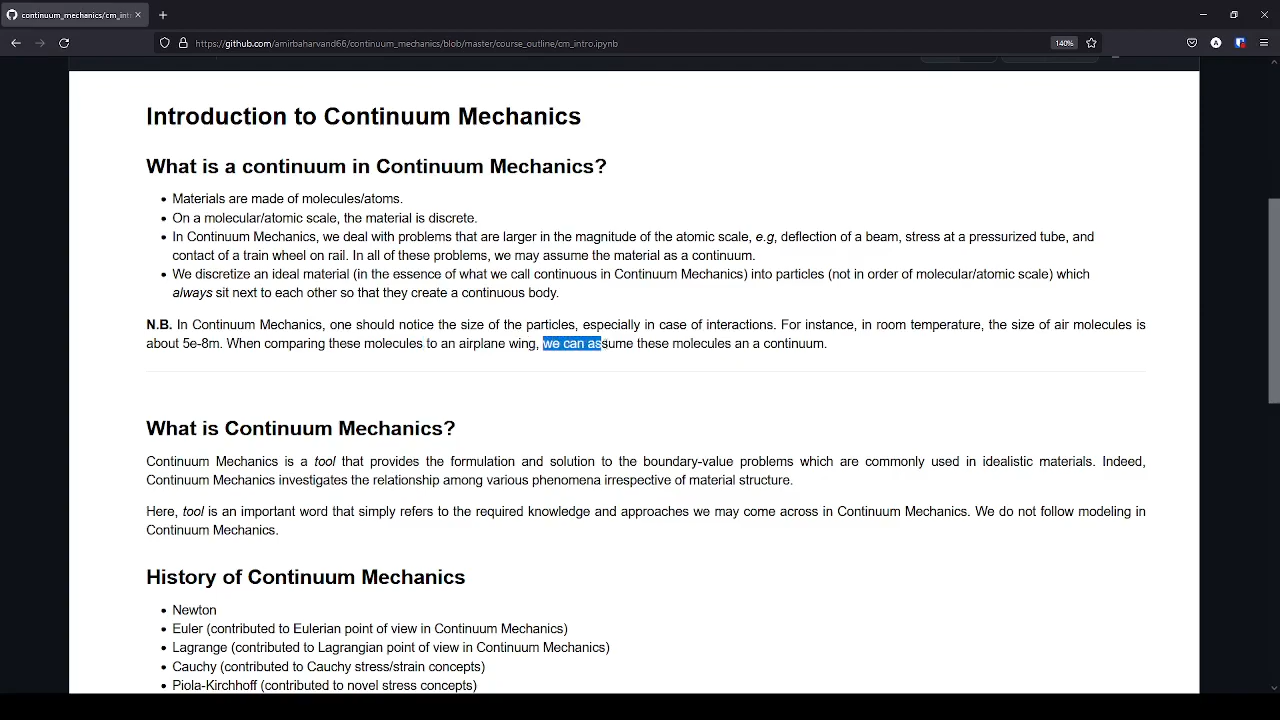 continuum_mechanics/cm_int
https://github.com/amirbaharvand66/continuum_mechanics/blob/master/course_outline/cm_intro.ipynb
140%
Introduction to Continuum Mechanics
What is a continuum in Continuum Mechanics?
• Materials are made of molecules/atoms.
• On a molecular/atomic scale, the material is discrete.
• In Continuum Mechanics, we deal with problems that are larger in the magnitude of the atomic scale, e.g, deflection of a beam, stress at a pressurized tube, and
contact of a train wheel on rail. In all of these problems, we may assume the material as a continuum.
• We discretize an ideal material (in the essence of what we call continuous in Continuum Mechanics) into particles (not in order of molecular/atomic scale) which
always sit next to each other so that they create a continuous body.
N.B. In Continuum Mechanics, one should notice the size of the particles, especially in case of interactions. For instance, in room temperature, the size of air molecules is
about 5e-8m. When comparing these molecules to an airplane wing, we can assume these molecules an a continuum.
What is Continuum Mechanics?
Continuum Mechanics is a tool that provides the formulation and solution to the boundary-value problems which are commonly used in idealistic materials. Indeed,
Continuum Mechanics investigates the relationship among various phenomena irrespective of material structure.
Here, tool is an important word that simply refers to the required knowledge and approaches we may come across in Continuum Mechanics. We do not follow modeling in
Continuum Mechanics.
History of Continuum Mechanics
• Newton
• Euler (contributed to Eulerian point of view in Continuum Mechanics)
• Lagrange (contributed to Lagrangian point of view in Continuum Mechanics)
• Cauchy (contributed to Cauchy stress/strain concepts)
• Piola-Kirchhoff (contributed to novel stress concepts)